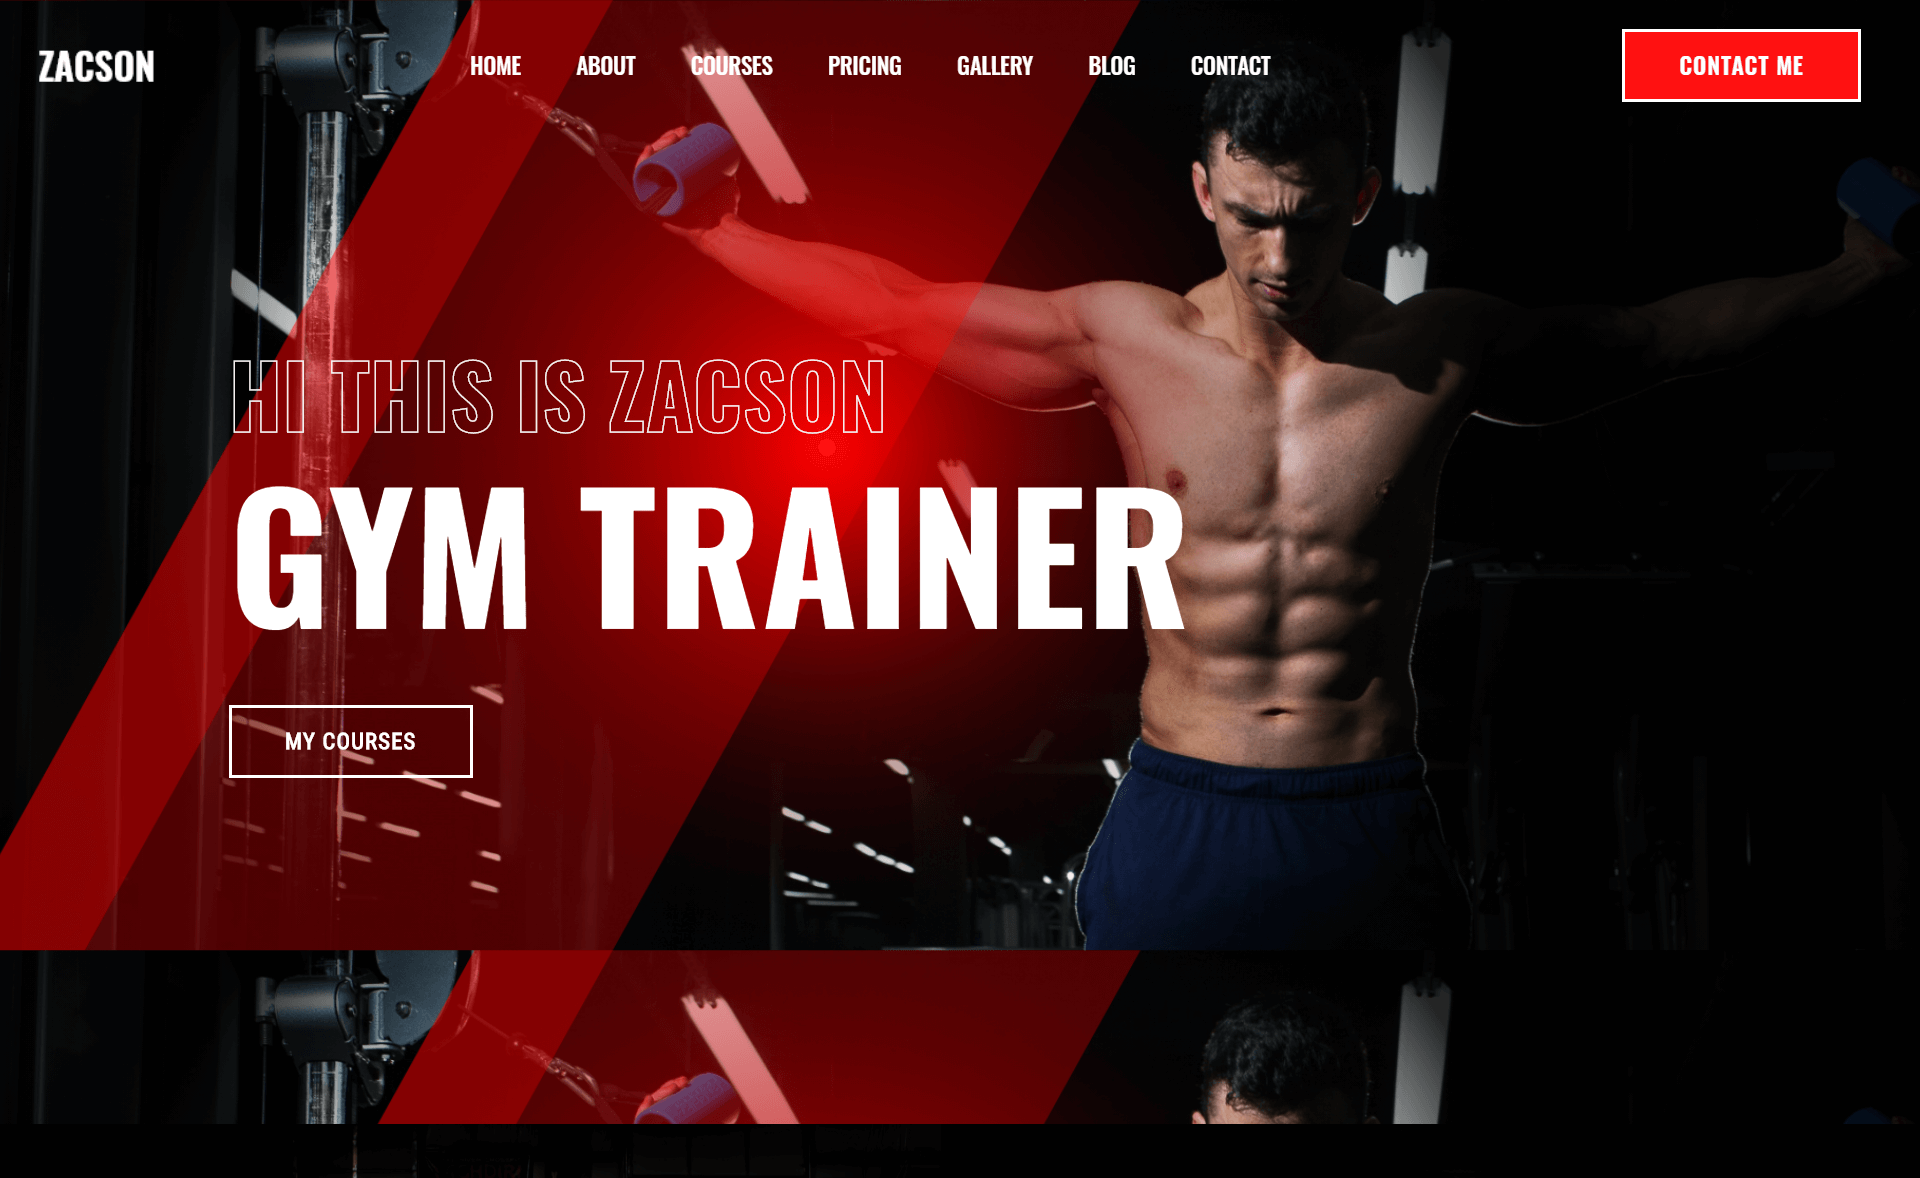 ZACSON
HOME ABOUT COURSES PRICING GALLERY BLOG CONTACT
CONTACT ME
HI THIS IS ZACSON
GYM TRAINER
MY COURSES